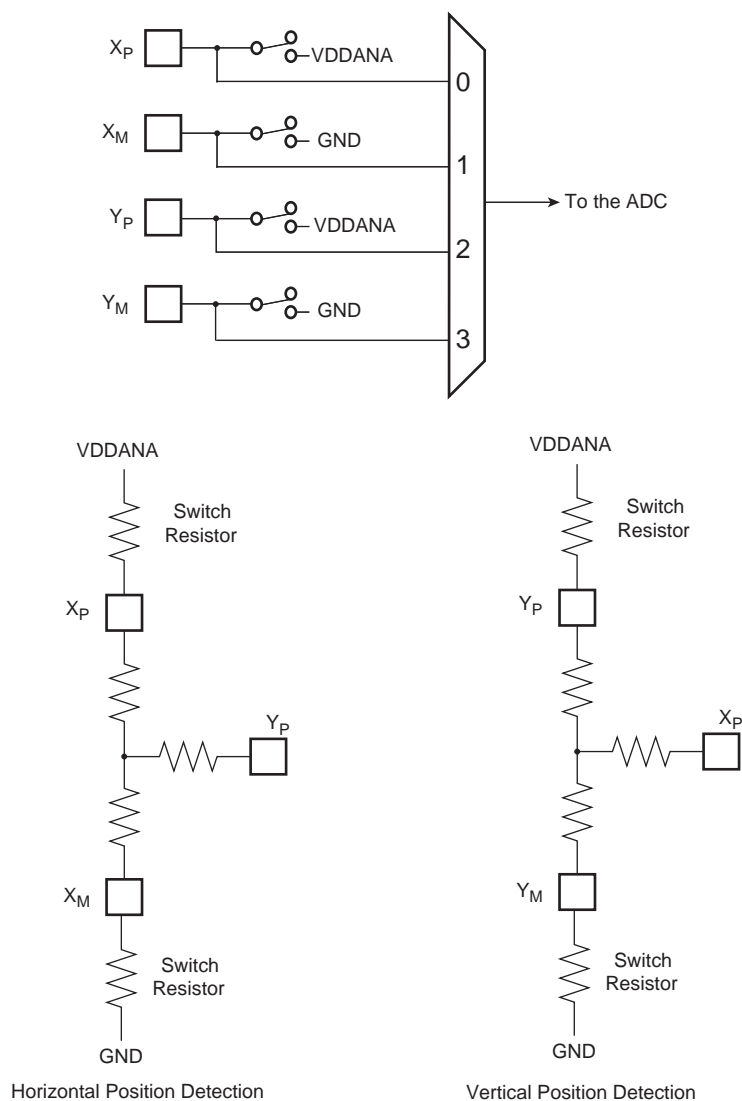 XP
VDDANA
0
XM
GND
1
To the ADC
YP
VDDANA
2
YM
GND
3
VDDANA
Switch
Resistor
XP
YP
XM
Switch
Resistor
GND
Horizontal Position Detection
VDDANA
Switch
Resistor
YP
XP
YM
Switch
Resistor
GND
Vertical Position Detection